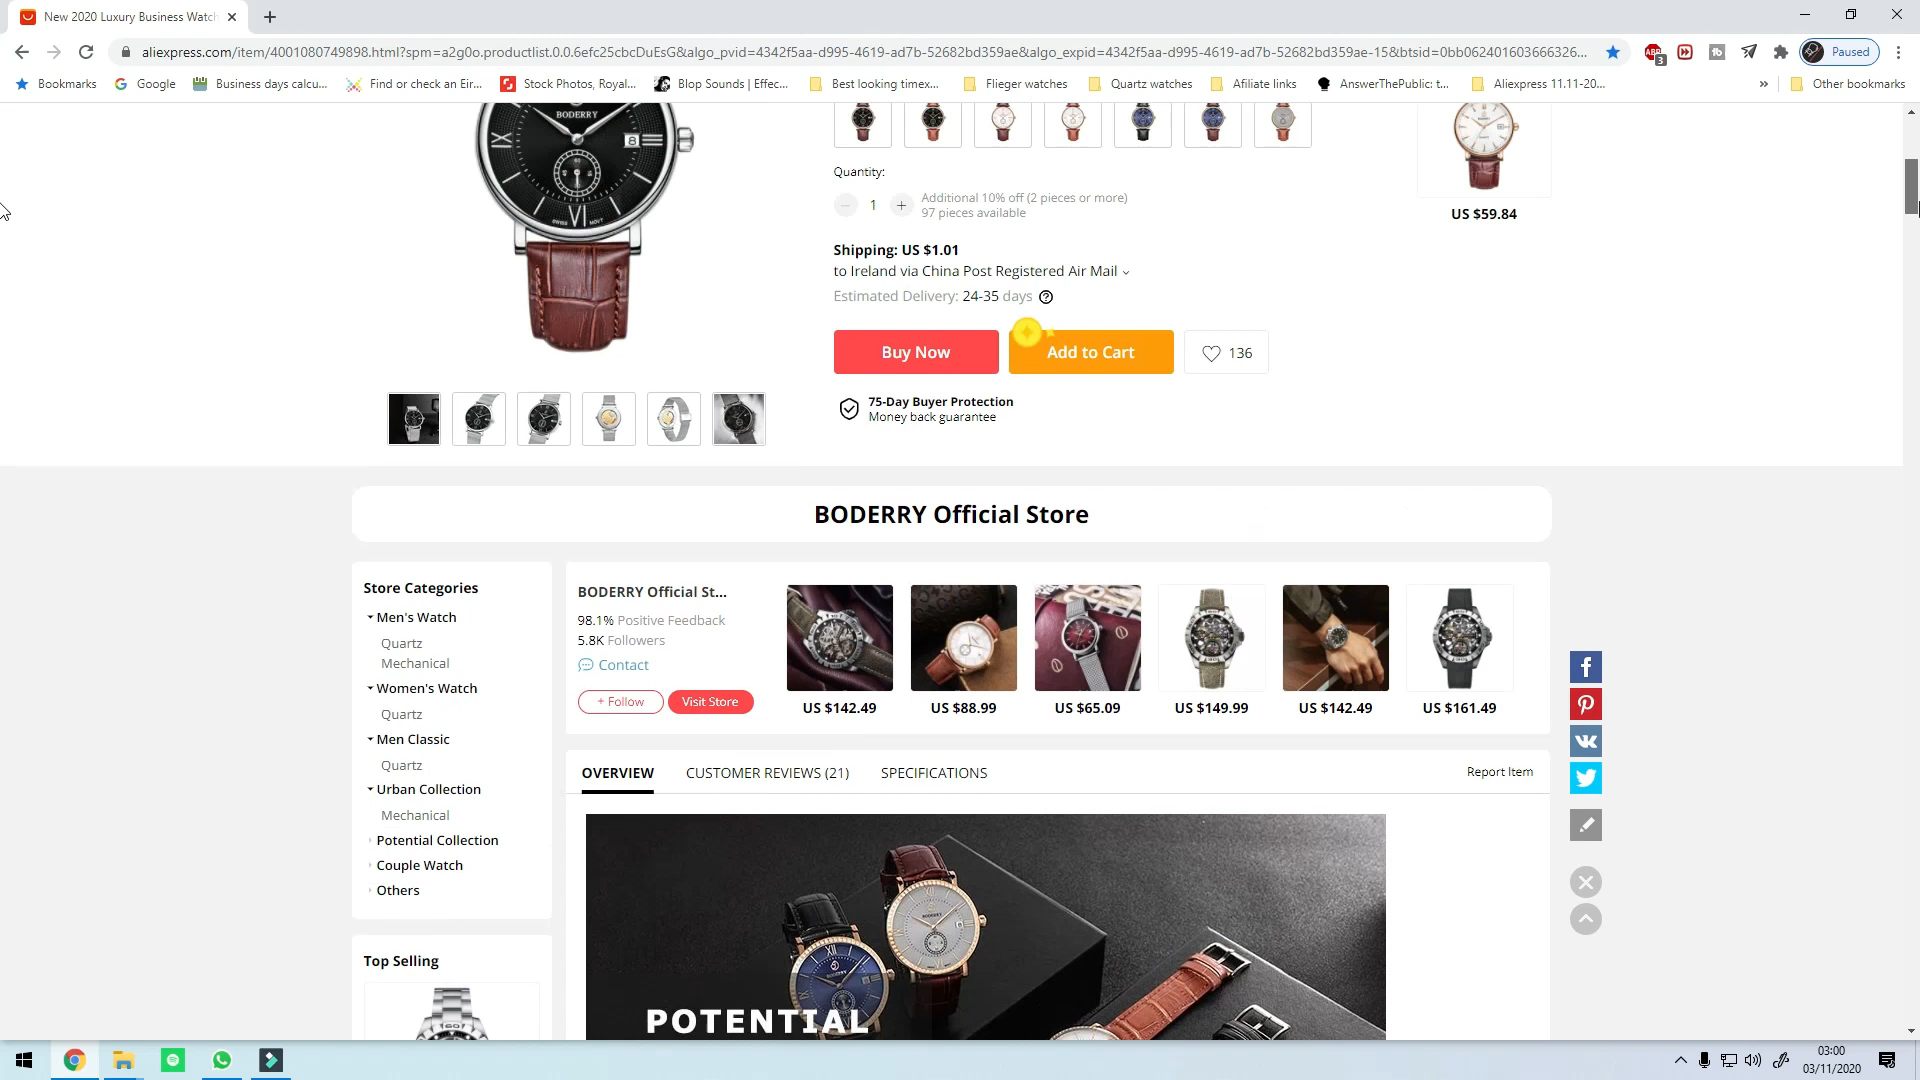 New 2020 Luxury Business Watch
aliexpress.com/item/4001080749898.html?spm=a2g0o.productlist.0.0.6efc25cbcDuEsG&algo_pvid=4342f5aa-d995-4619-ad7b-52682bd359ae&algo_expid=4342f5aa-d995-4619-ad7b-52682bd359ae-15&btsid=0bb062401603666326...
ABP
3
Paused
Bookmarks
Google
Business days calcu...
Find or check an Eir...
Stock Photos, Royal...
Blop Sounds | Effec...
Best looking timex...
Flieger watches
Quartz watches
Afiliate links
AnswerThePublic: t...
Aliexpress 11.11-20...
»
Other bookmarks
BODERRY
8
SWISS MOVT
Quantity:
1
Additional 10% off (2 pieces or more)
97 pieces available
US $59.84
Shipping: US $1.01
to Ireland via China Post Registered Air Mail
Estimated Delivery: 24-35 days
Buy Now
Add to Cart
136
75-Day Buyer Protection
Money back guarantee
BODERRY Official Store
Store Categories
Men's Watch
Quartz
Mechanical
Women's Watch
Quartz
Men Classic
Quartz
Urban Collection
Mechanical
Potential Collection
Couple Watch
Others
Top Selling
BODERRY Official St...
98.1% Positive Feedback
5.8K Followers
Contact
+ Follow
Visit Store
US $142.49
US $88.99
US $65.09
US $149.99
US $142.49
US $161.49
OVERVIEW
CUSTOMER REVIEWS (21)
SPECIFICATIONS
Report Item
BODERRY
BODERRY
POTENTIAL
03:00
03/11/2020